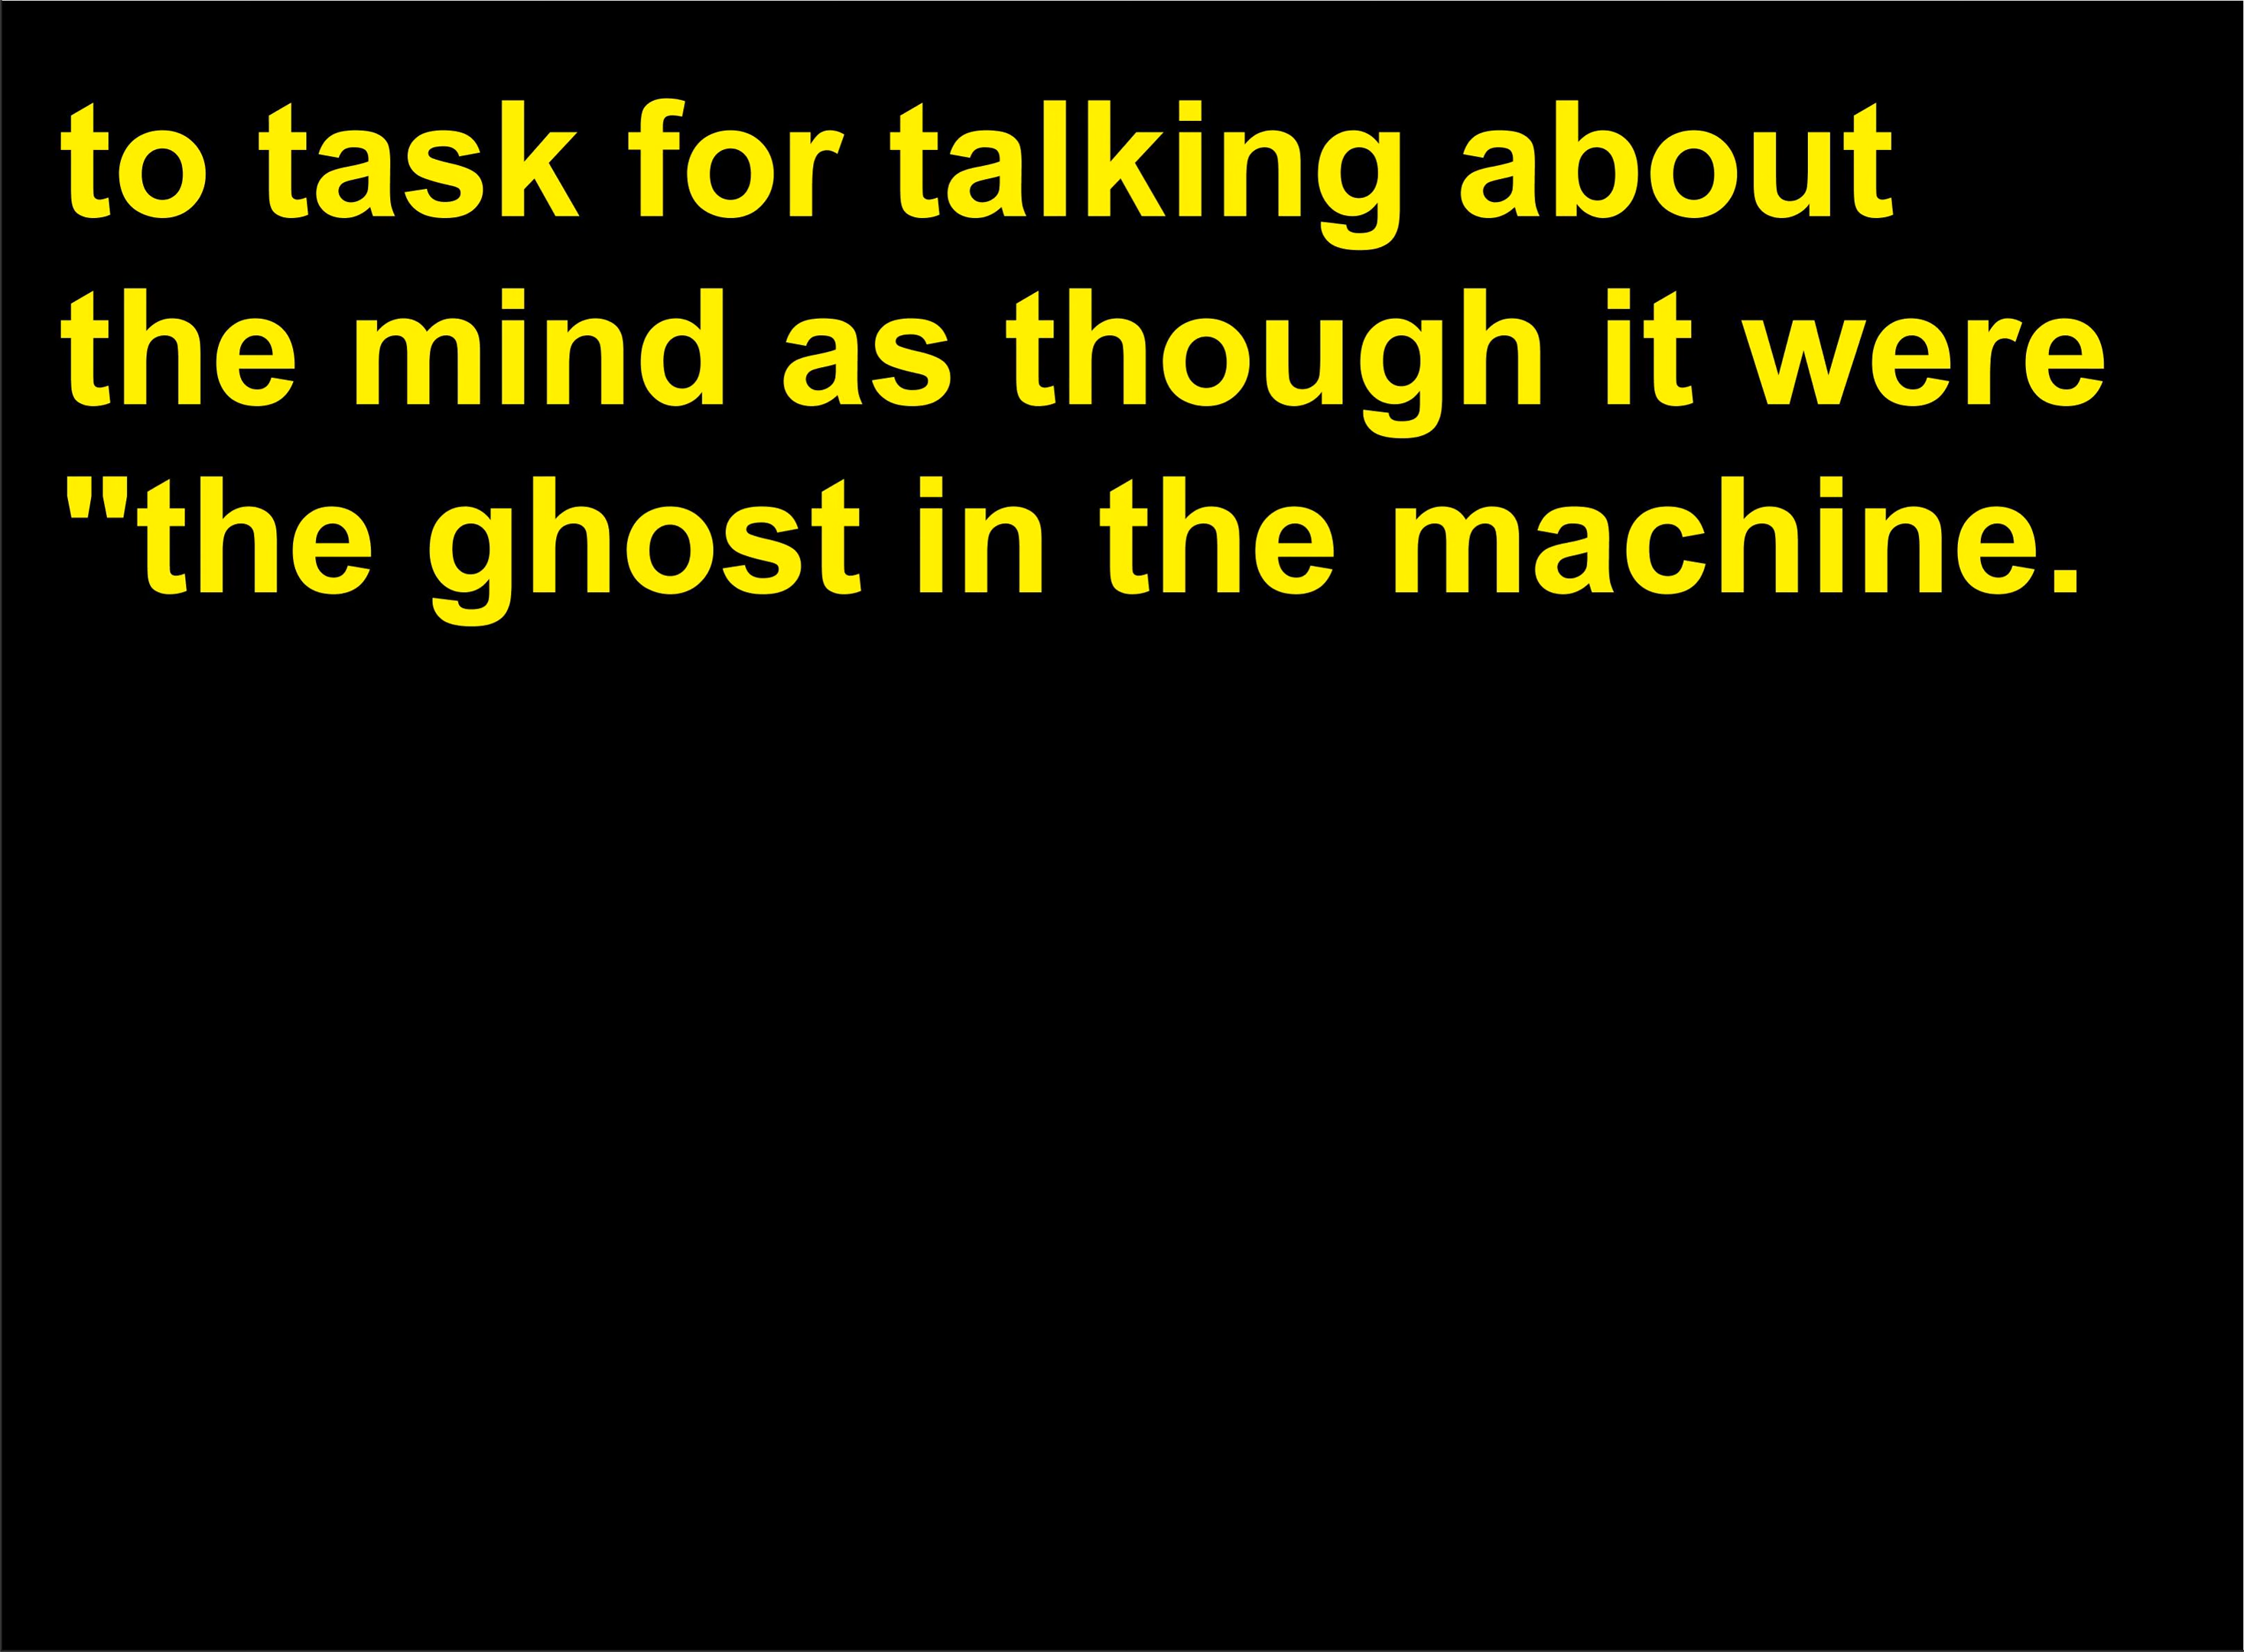 to task for talking about
the mind as though it were
"the ghost in the machine.